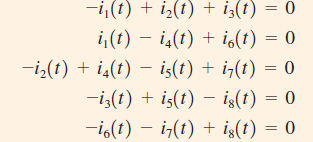 −i₁(t) + i₂(t) + i₃(t) = 0
i₁(t) − i₄(t) + i₆(t) = 0
−i₂(t) + i₄(t) − i₅(t) + i₇(t) = 0
−i₃(t) + i₅(t) − i₈(t) = 0
−i₆(t) − i₇(t) + i₈(t) = 0